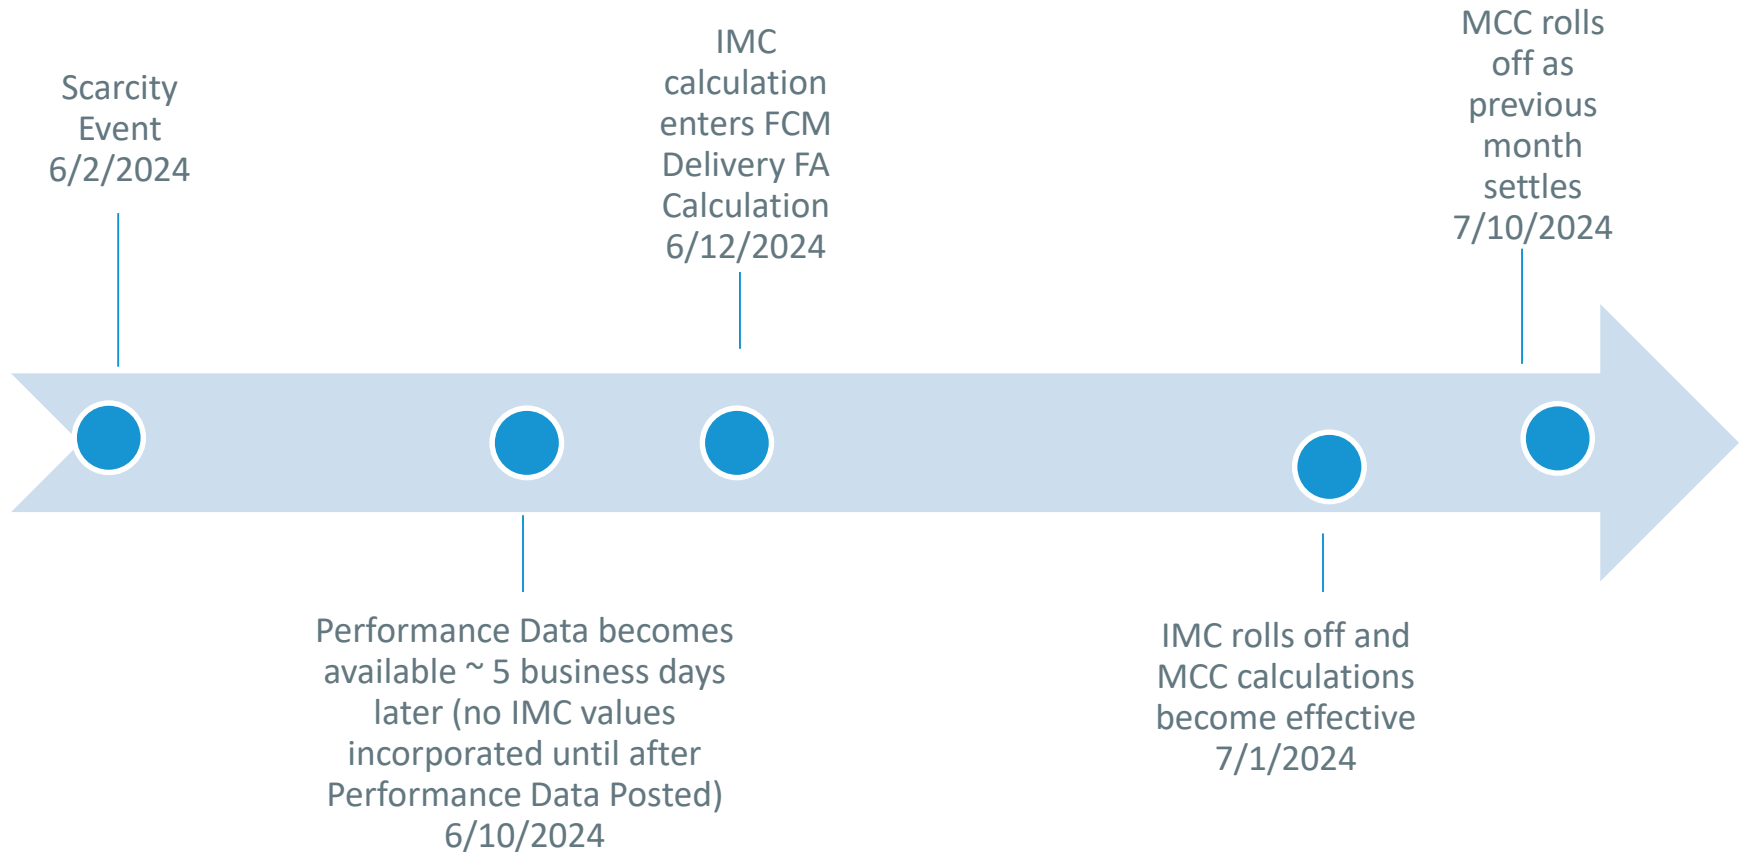 Scarcity
Event
6/2/2024
Performance Data becomes
available ~ 5 business days
later (no IMC values
incorporated until after
Performance Data Posted)
6/10/2024
IMC
calculation
enters FCM
Delivery FA
Calculation
6/12/2024
IMC rolls off and
MCC calculations
become effective
7/1/2024
MCC rolls
off as
previous
month
settles
7/10/2024